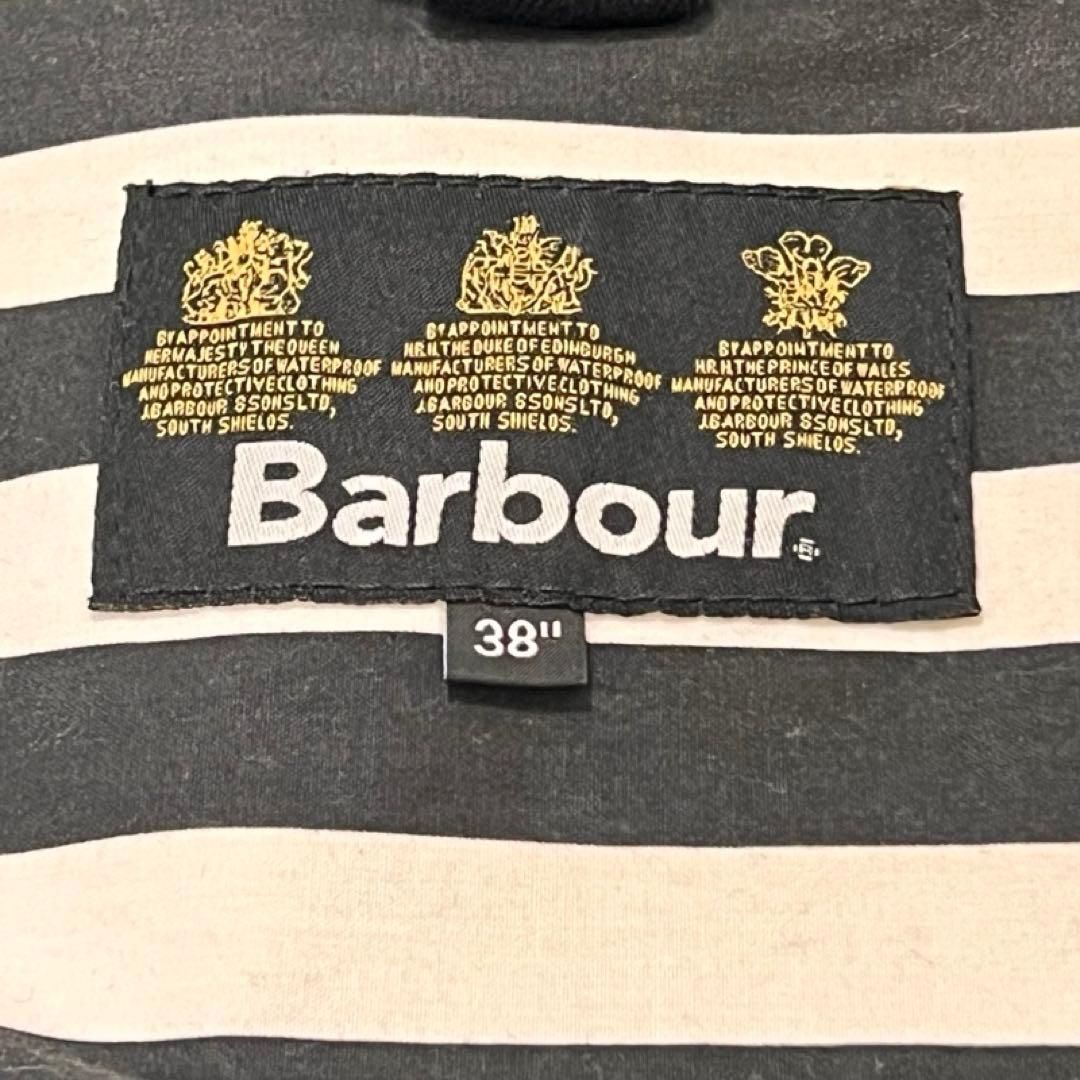 BY APPOINTMENT TO
HER MAJESTY THE QUEEN
MANUFACTURERS OF WATERPROOF
AND PROTECTIVE CLOTHING
J.BARBOUR & SONS LTD,
SOUTH SHIELDS.
BY APPOINTMENT TO
H.R.H. THE DUKE OF EDINBURGH
MANUFACTURERS OF WATERPROOF
AND PROTECTIVE CLOTHING
J.BARBOUR & SONS LTD,
SOUTH SHIELDS.
BY APPOINTMENT TO
H.R.H THE PRINCE OF WALES
MANUFACTURERS OF WATERPROOF
AND PROTECTIVE CLOTHING
J.BARBOUR & SONS LTD,
SOUTH SHIELDS.
Barbour®
38"